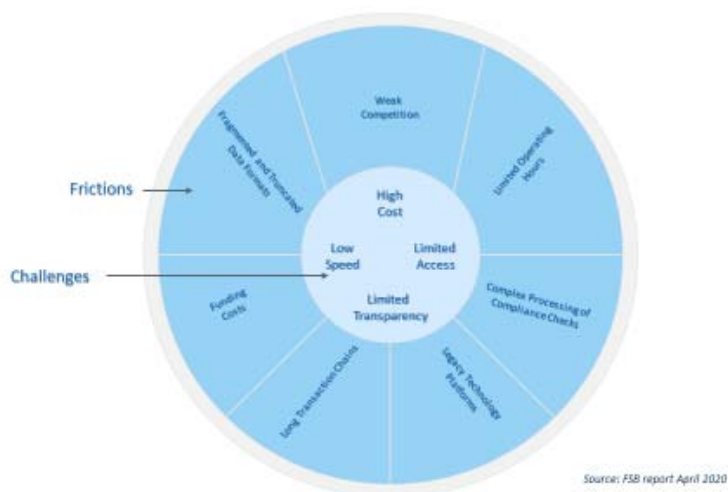 Weak
Competition
Fragmented and Truncated
Data Formats
Limited Operating
Hours
Frictions
High
Cost
Low
Speed
Limited
Access
Challenges
Limited
Transparency
Funding
Costs
Complex Processing of
Compliance Checks
Long Transaction Chains
Legacy Technology
Platforms
Source: FSB report April 2020